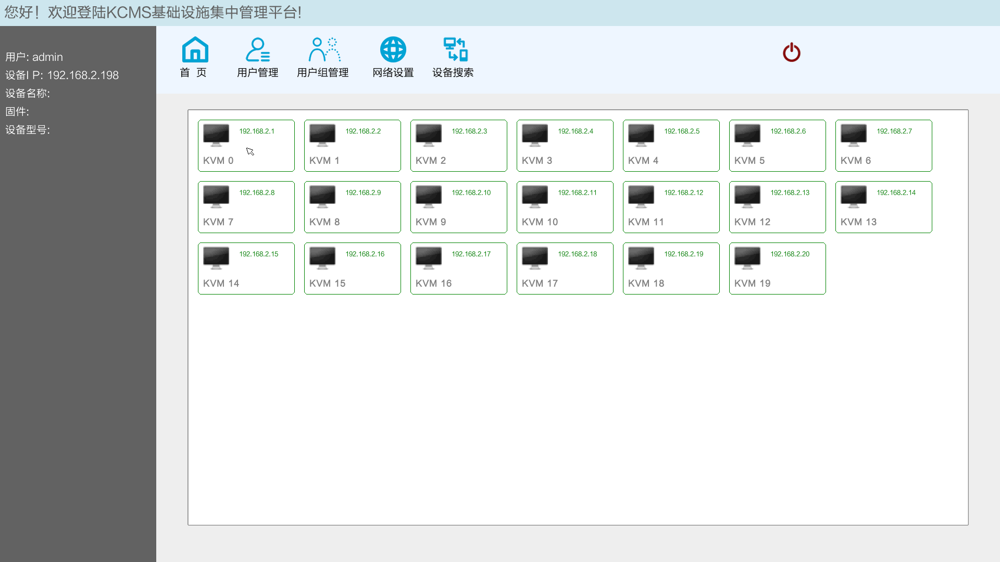 您好！欢迎登陆KCMS基础设施集中管理平台!
用户: admin
设备I P: 192.168.2.198
设备名称:
固件:
设备型号:
首 页 用户管理 用户组管理 网络设置 设备搜索
192.168.2.1 192.168.2.2 192.168.2.3 192.168.2.4 192.168.2.5 192.168.2.6 192.168.2.7
KVM 0 KVM 1 KVM 2 KVM 3 KVM 4 KVM 5 KVM 6
192.168.2.8 192.168.2.9 192.168.2.10 192.168.2.11 192.168.2.12 192.168.2.13 192.168.2.14
KVM 7 KVM 8 KVM 9 KVM 10 KVM 11 KVM 12 KVM 13
192.168.2.15 192.168.2.16 192.168.2.17 192.168.2.18 192.168.2.19 192.168.2.20
KVM 14 KVM 15 KVM 16 KVM 17 KVM 18 KVM 19